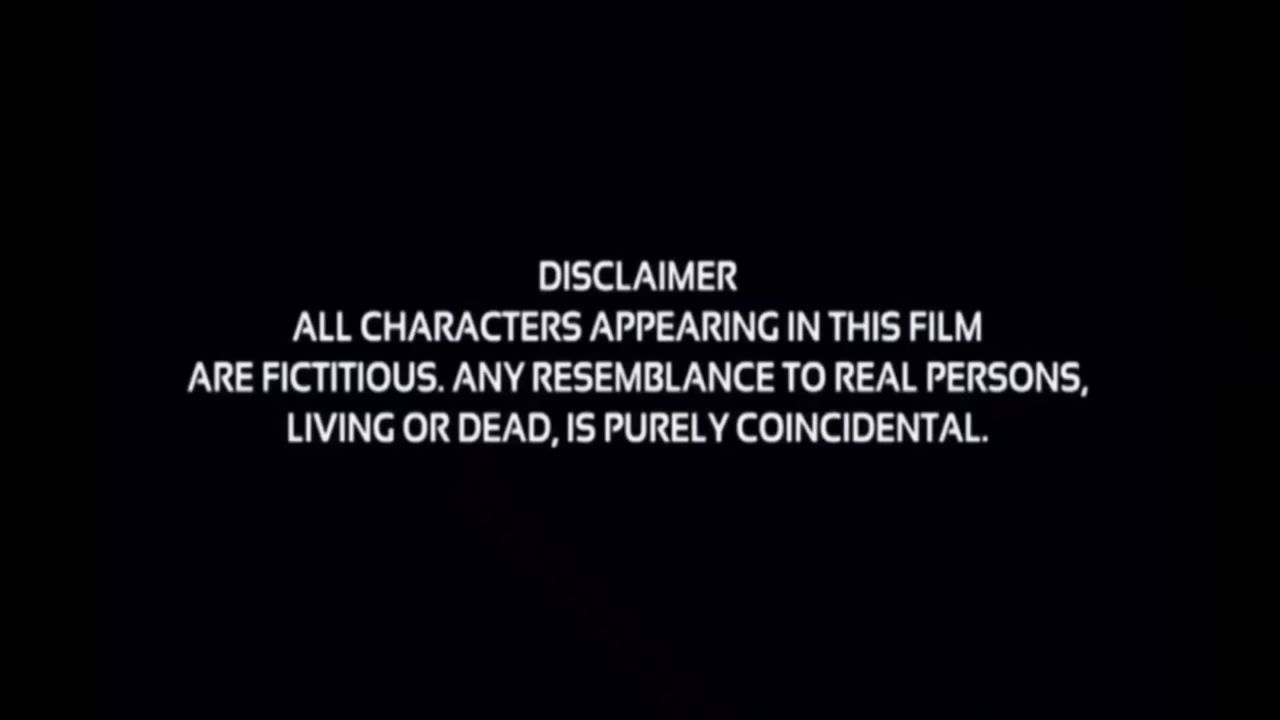 DISCLAIMER
ALL CHARACTERS APPEARING IN THIS FILM
ARE FICTITIOUS. ANY RESEMBLANCE TO REAL PERSONS,
LIVING OR DEAD, IS PURELY COINCIDENTAL.